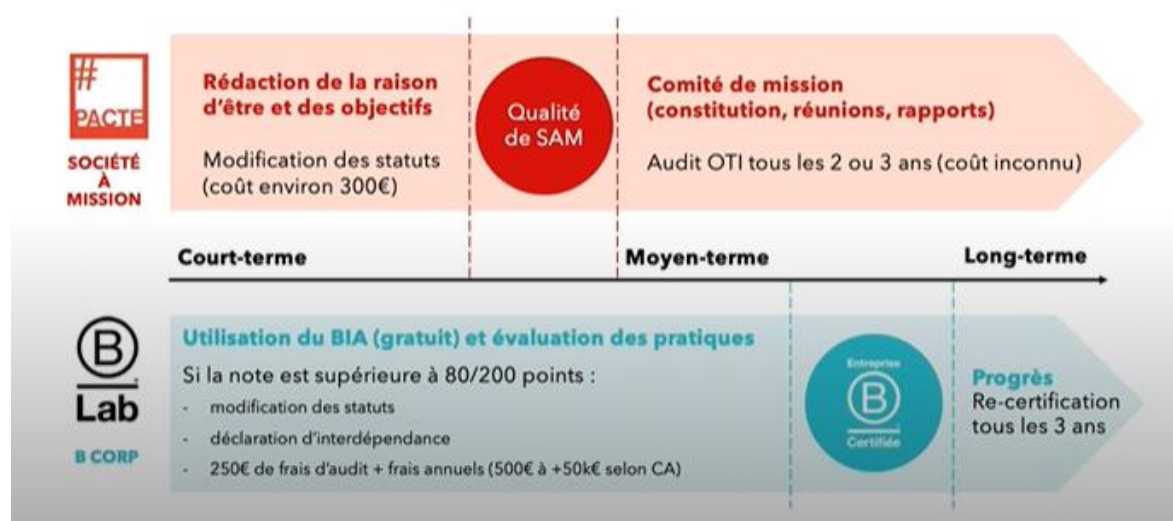 #
PACTE
SOCIÉTÉ
À
MISSION
Rédaction de la raison
d'être et des objectifs
Modification des statuts
(coût environ 300€)
Qualité
de SAM
Comité de mission
(constitution, réunions, rapports)
Audit OTI tous les 2 ou 3 ans (coût inconnu)
Court-terme
Moyen-terme
Long-terme
B
Lab
B CORP
Utilisation du BIA (gratuit) et évaluation des pratiques
Si la note est supérieure à 80/200 points :
- modification des statuts
- déclaration d'interdépendance
- 250€ de frais d'audit + frais annuels (500€ à +50k€ selon CA)
Entreprise
B
Certifiée
Progrès
Re-certification
tous les 3 ans